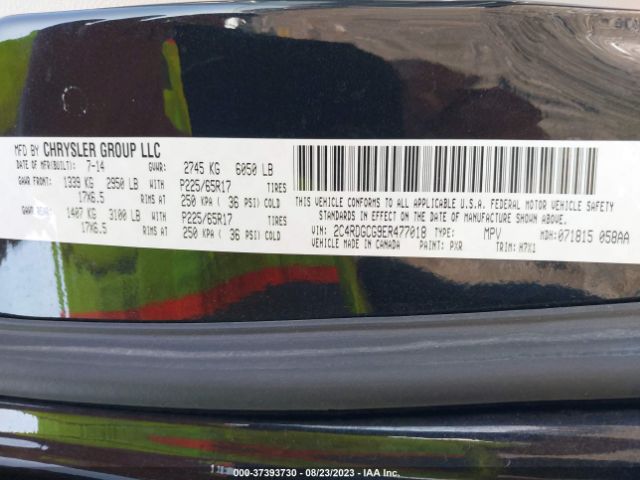 MFD BY CHRYSLER GROUP LLC
DATE OF MFR(BUILT): 7-14 GVWR: 2745 KG 6050 LB
GAWR FRONT: 1339 KG 2950 LB WITH P225/65R17 TIRES
17X6.5 RIMS AT 250 KPA ( 36 PSI) COLD
GAWR REAR: 1407 KG 3100 LB WITH P225/65R17 TIRES
17X6.5 RIMS AT 250 KPA ( 36 PSI) COLD
THIS VEHICLE CONFORMS TO ALL APPLICABLE U.S.A. FEDERAL MOTOR VEHICLE SAFETY
STANDARDS IN EFFECT ON THE DATE OF MANUFACTURE SHOWN ABOVE.
VIN: 2C4RDGCG9ER477018 TYPE: MPV MDH: 071815 058AA
VEHICLE MADE IN CANADA PAINT: PXR TRIM: H7X1
000-37393730 - 08/23/2023 - IAA Inc.